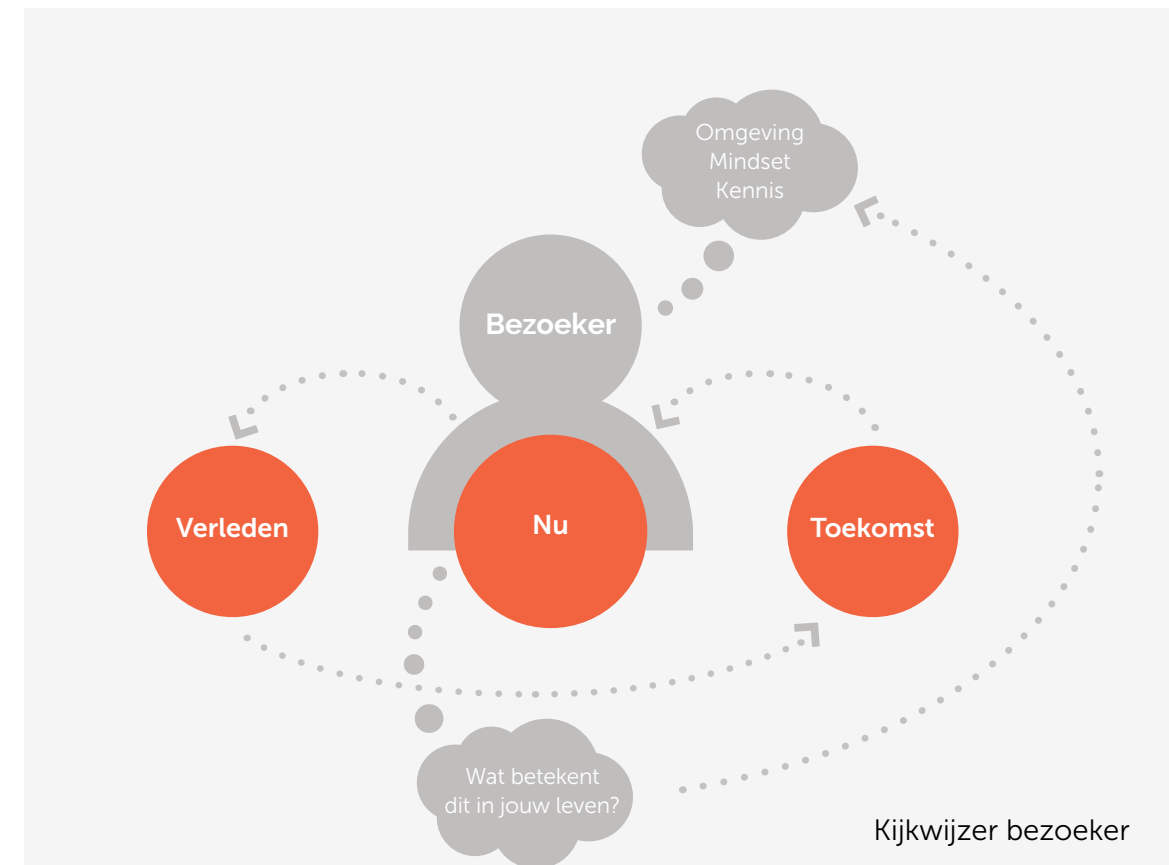 Omgeving
Mindset
Kennis
Bezoeker
Verleden
Nu
Toekomst
Wat betekent
dit in jouw leven?
Kijkwijzer bezoeker